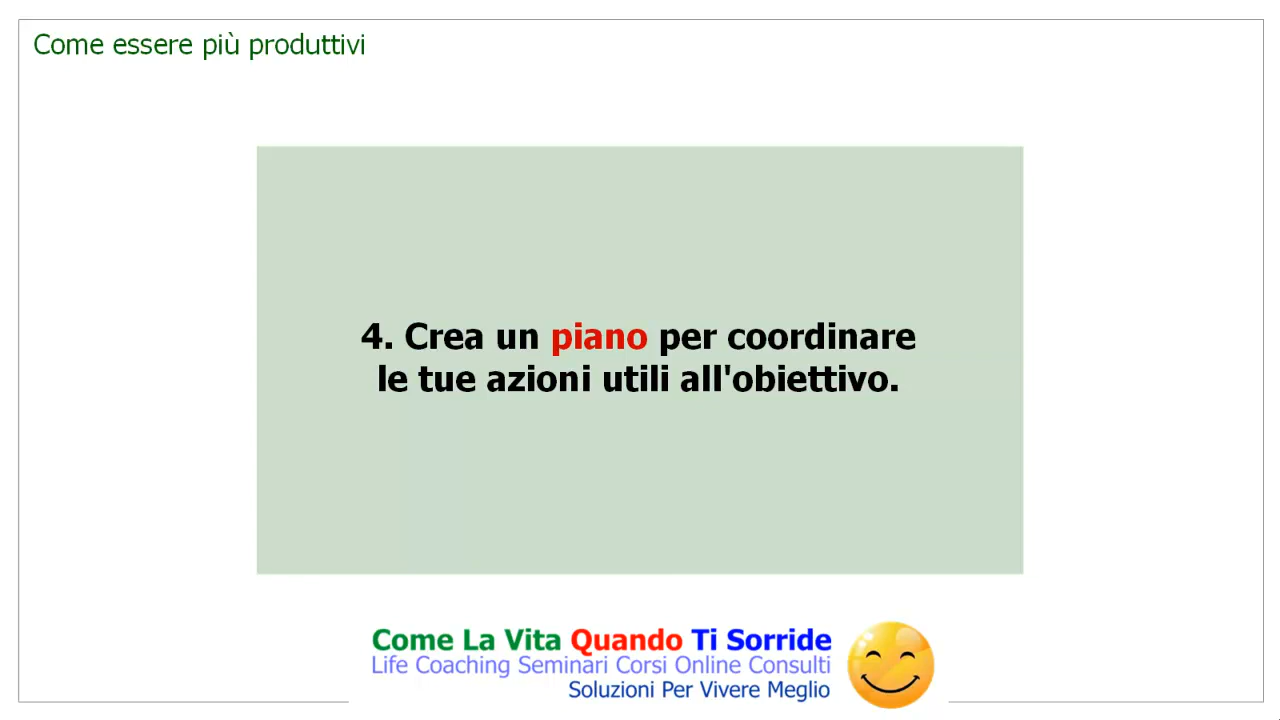 Come essere più produttivi
4. Crea un piano per coordinare
le tue azioni utili all'obiettivo.
Come La Vita Quando Ti Sorride
Life Coaching Seminari Corsi Online Consulti
Soluzioni Per Vivere Meglio